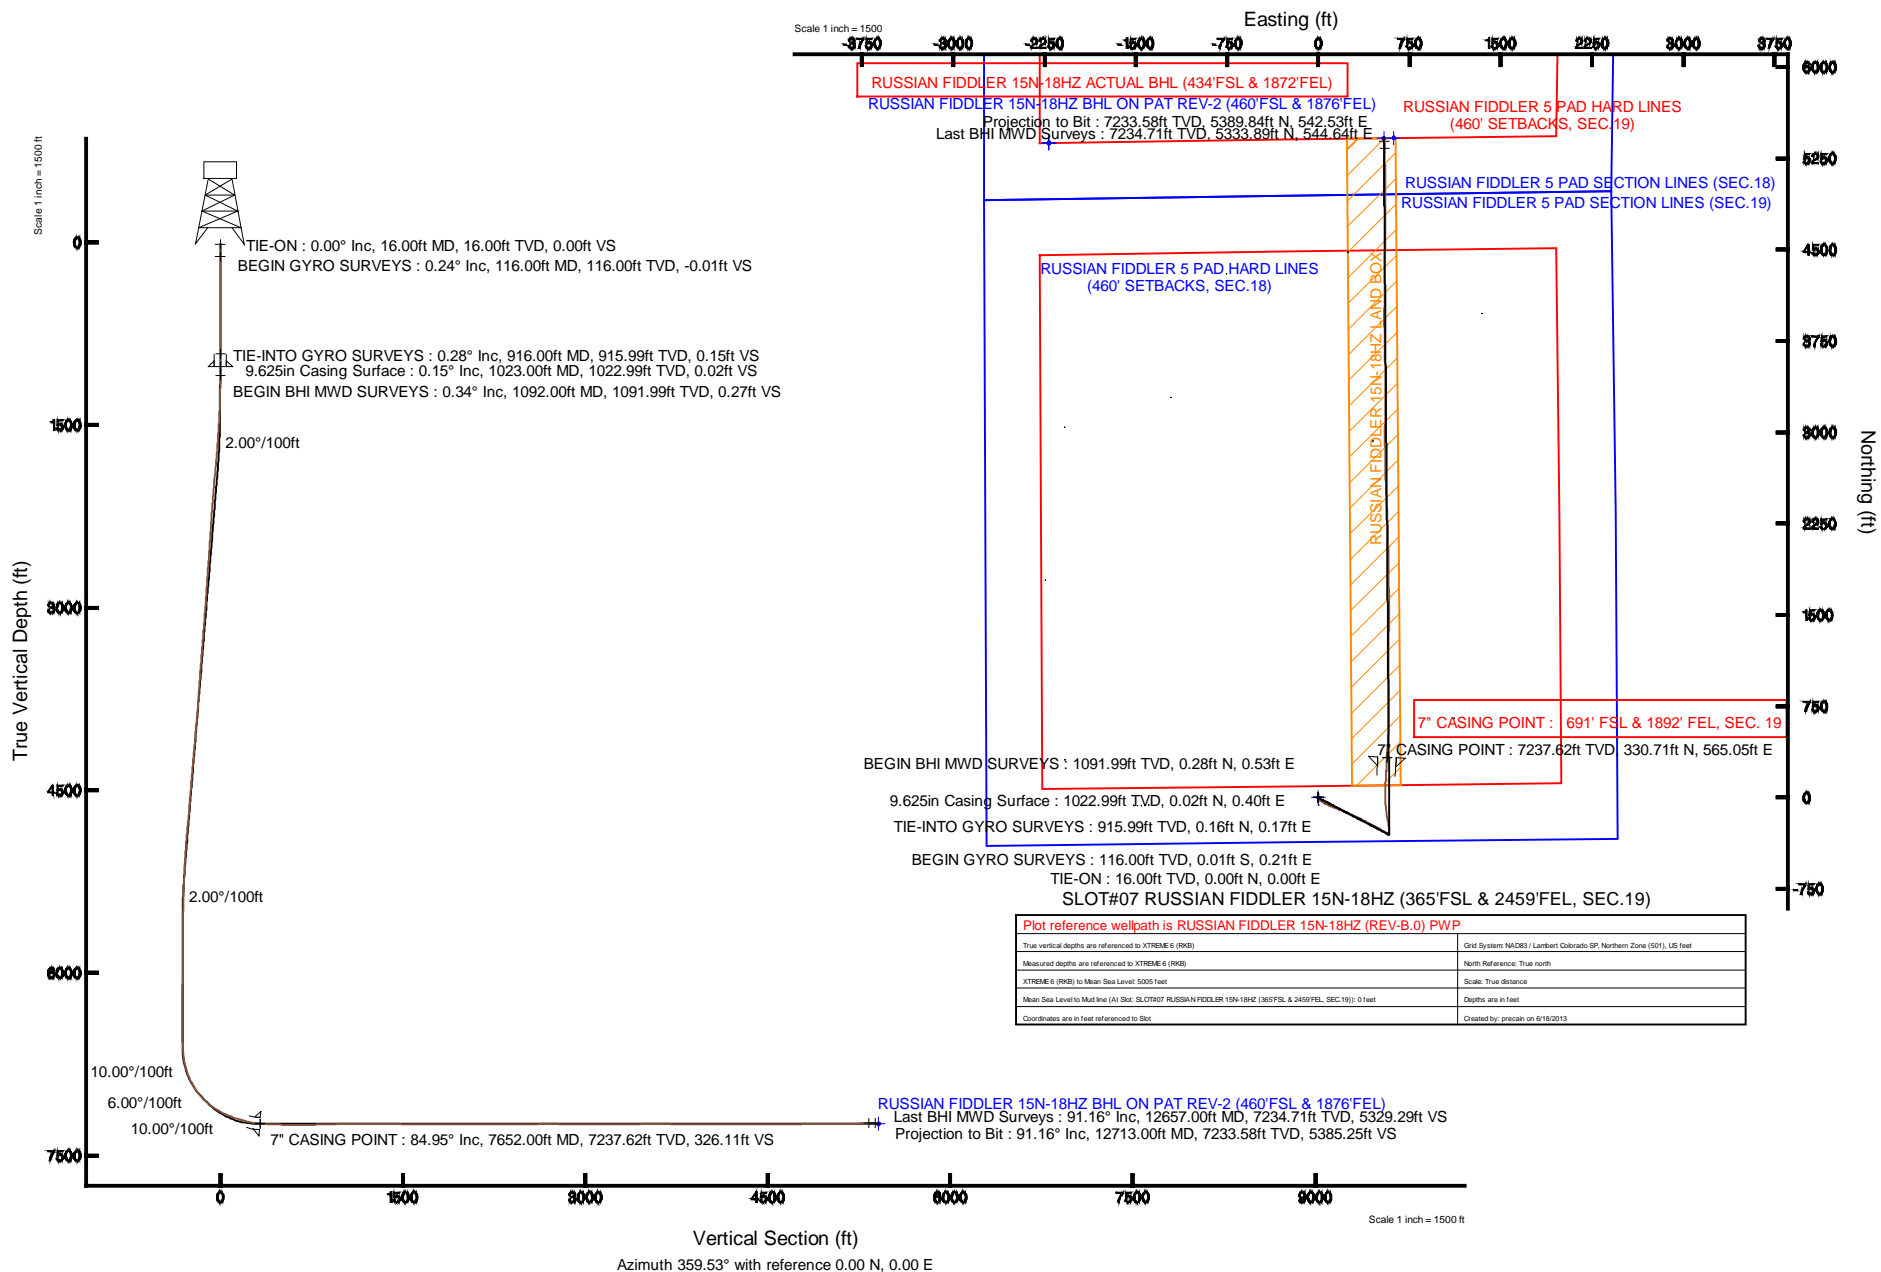 Easting (ft)
Scale 1 inch = 1500
-3750 -3000 -2250 -1500 -750 0 750 1500 2250 3000 3750
RUSSIAN FIDDLER 15N-18HZ ACTUAL BHL (434'FSL & 1872'FEL)
RUSSIAN FIDDLER 15N-18HZ BHL ON PAT REV-2 (460'FSL & 1876'FEL)
Projection to Bit : 7233.58ft TVD, 5389.84ft N, 542.53ft E
Last BHI MWD Surveys : 7234.71ft TVD, 5333.89ft N, 544.64ft E
RUSSIAN FIDDLER 5 PAD HARD LINES
(460' SETBACKS, SEC.19)
RUSSIAN FIDDLER 5 PAD SECTION LINES (SEC.18)
RUSSIAN FIDDLER 5 PAD SECTION LINES (SEC.19)
RUSSIAN FIDDLER 5 PAD HARD LINES
(460' SETBACKS, SEC.18)
RUSSIAN FIDDLER 15N-18HZ LAND BOX
6000
5250
4500
3750
3000
2250
1500
750
0
-750
Northing (ft)
7" CASING POINT : 691' FSL & 1892' FEL, SEC. 19
7" CASING POINT : 7237.62ft TVD, 330.71ft N, 565.05ft E
BEGIN BHI MWD SURVEYS : 1091.99ft TVD, 0.28ft N, 0.53ft E
9.625in Casing Surface : 1022.99ft TVD, 0.02ft N, 0.40ft E
TIE-INTO GYRO SURVEYS : 915.99ft TVD, 0.16ft N, 0.17ft E
BEGIN GYRO SURVEYS : 116.00ft TVD, 0.01ft S, 0.21ft E
TIE-ON : 16.00ft TVD, 0.00ft N, 0.00ft E
SLOT#07 RUSSIAN FIDDLER 15N-18HZ (365'FSL & 2459'FEL, SEC.19)
Plot reference wellpath is RUSSIAN FIDDLER 15N-18HZ (REV-B.0) PWP
True vertical depths are referenced to XTREME 6 (RKB)
Grid System: NAD83 / Lambert Colorado SP, Northern Zone (501), US feet
Measured depths are referenced to XTREME 6 (RKB)
North Reference: True north
XTREME 6 (RKB) to Mean Sea Level: 5005 feet
Scale: True distance
Mean Sea Level to Mud line (At Slot: SLOT#07 RUSSIAN FIDDLER 15N-18HZ (365'FSL & 2459'FEL, SEC.19)): 0 feet
Depths are in feet
Coordinates are in feet referenced to Slot
Created by: precain on 6/18/2013
Scale 1 inch = 1500 ft
True Vertical Depth (ft)
0
1500
3000
4500
6000
7500
TIE-ON : 0.00° Inc, 16.00ft MD, 16.00ft TVD, 0.00ft VS
BEGIN GYRO SURVEYS : 0.24° Inc, 116.00ft MD, 116.00ft TVD, -0.01ft VS
TIE-INTO GYRO SURVEYS : 0.28° Inc, 916.00ft MD, 915.99ft TVD, 0.15ft VS
9.625in Casing Surface : 0.15° Inc, 1023.00ft MD, 1022.99ft TVD, 0.02ft VS
BEGIN BHI MWD SURVEYS : 0.34° Inc, 1092.00ft MD, 1091.99ft TVD, 0.27ft VS
2.00°/100ft
2.00°/100ft
10.00°/100ft
6.00°/100ft
10.00°/100ft
7" CASING POINT : 84.95° Inc, 7652.00ft MD, 7237.62ft TVD, 326.11ft VS
RUSSIAN FIDDLER 15N-18HZ BHL ON PAT REV-2 (460'FSL & 1876'FEL)
Last BHI MWD Surveys : 91.16° Inc, 12657.00ft MD, 7234.71ft TVD, 5329.29ft VS
Projection to Bit : 91.16° Inc, 12713.00ft MD, 7233.58ft TVD, 5385.25ft VS
0 1500 3000 4500 6000 7500 9000
Scale 1 inch = 1500 ft
Vertical Section (ft)
Azimuth 359.53° with reference 0.00 N, 0.00 E